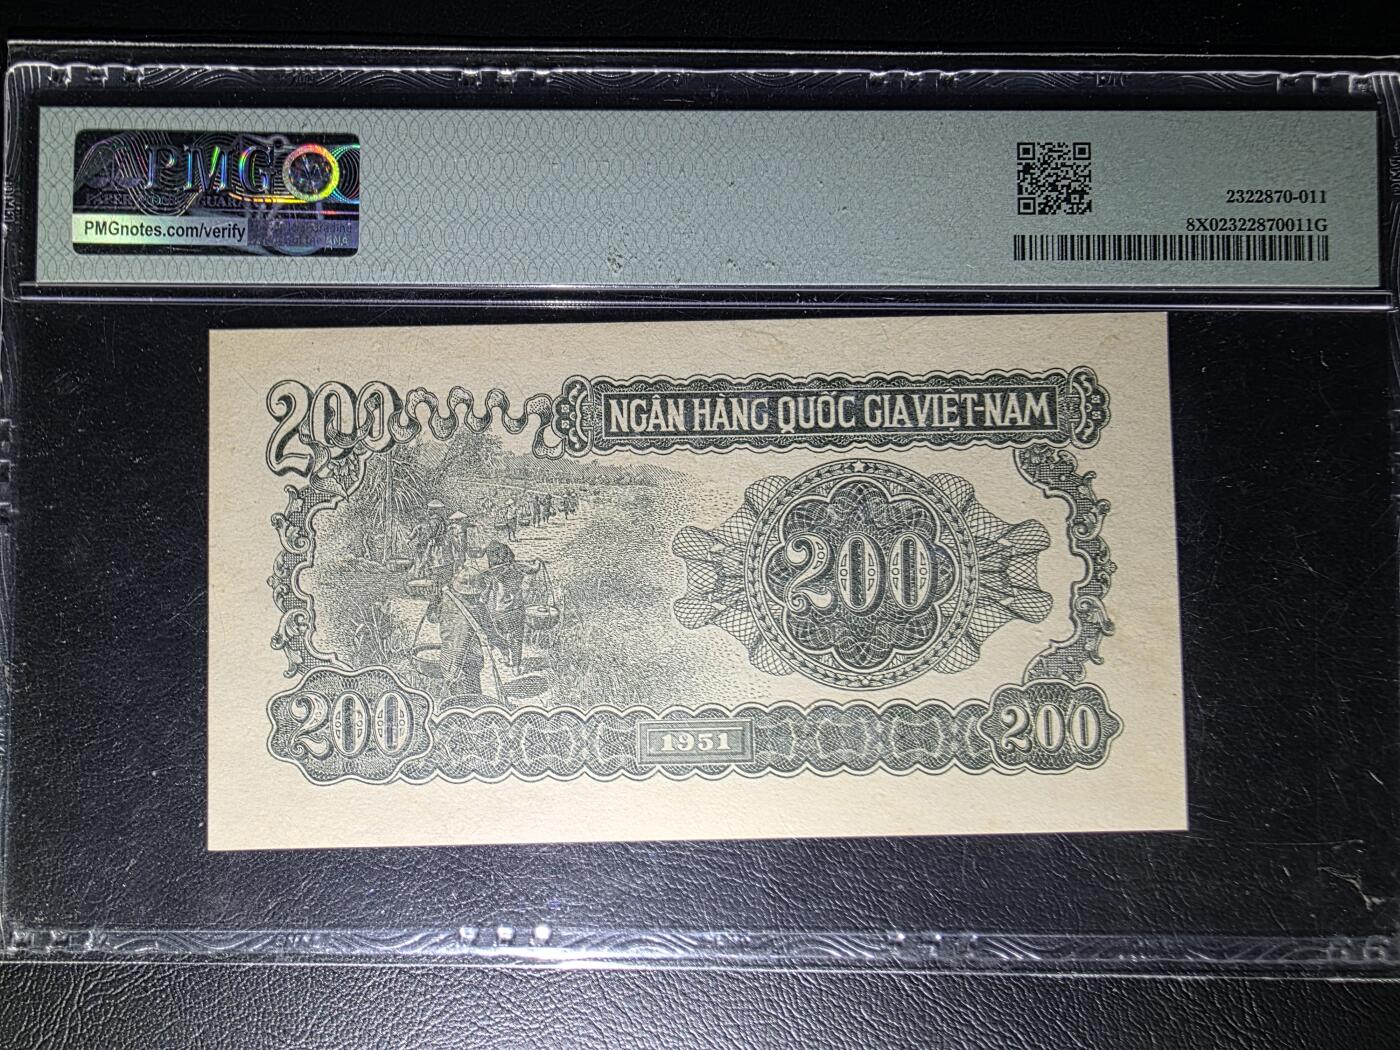 PMG
PMGnotes.com/verify
2322870-011
8X02322870011G
200
NGÂN HÀNG QUỐC GIA VIỆT-NAM
200
200
1951
200